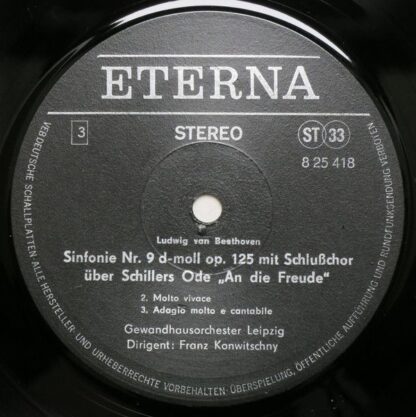 ETERNA
3
STEREO
ST 33
8 25 418
Ludwig van Beethoven
Sinfonie Nr. 9 d-moll op. 125 mit Schlußchor
über Schillers Ode „An die Freude“
2. Molto vivace
3. Adagio molto e cantabile
Gewandhausorchester Leipzig
Dirigent: Franz Konwitschny
VEB DEUTSCHE SCHALLPLATTEN ALLE HERSTELLER- UND URHEBERRECHTE VORBEHALTEN· ÜBERSPIELUNG, ÖFFENTLICHE AUFFÜHRUNG UND RUNDFUNKSENDUNG VERBOTEN